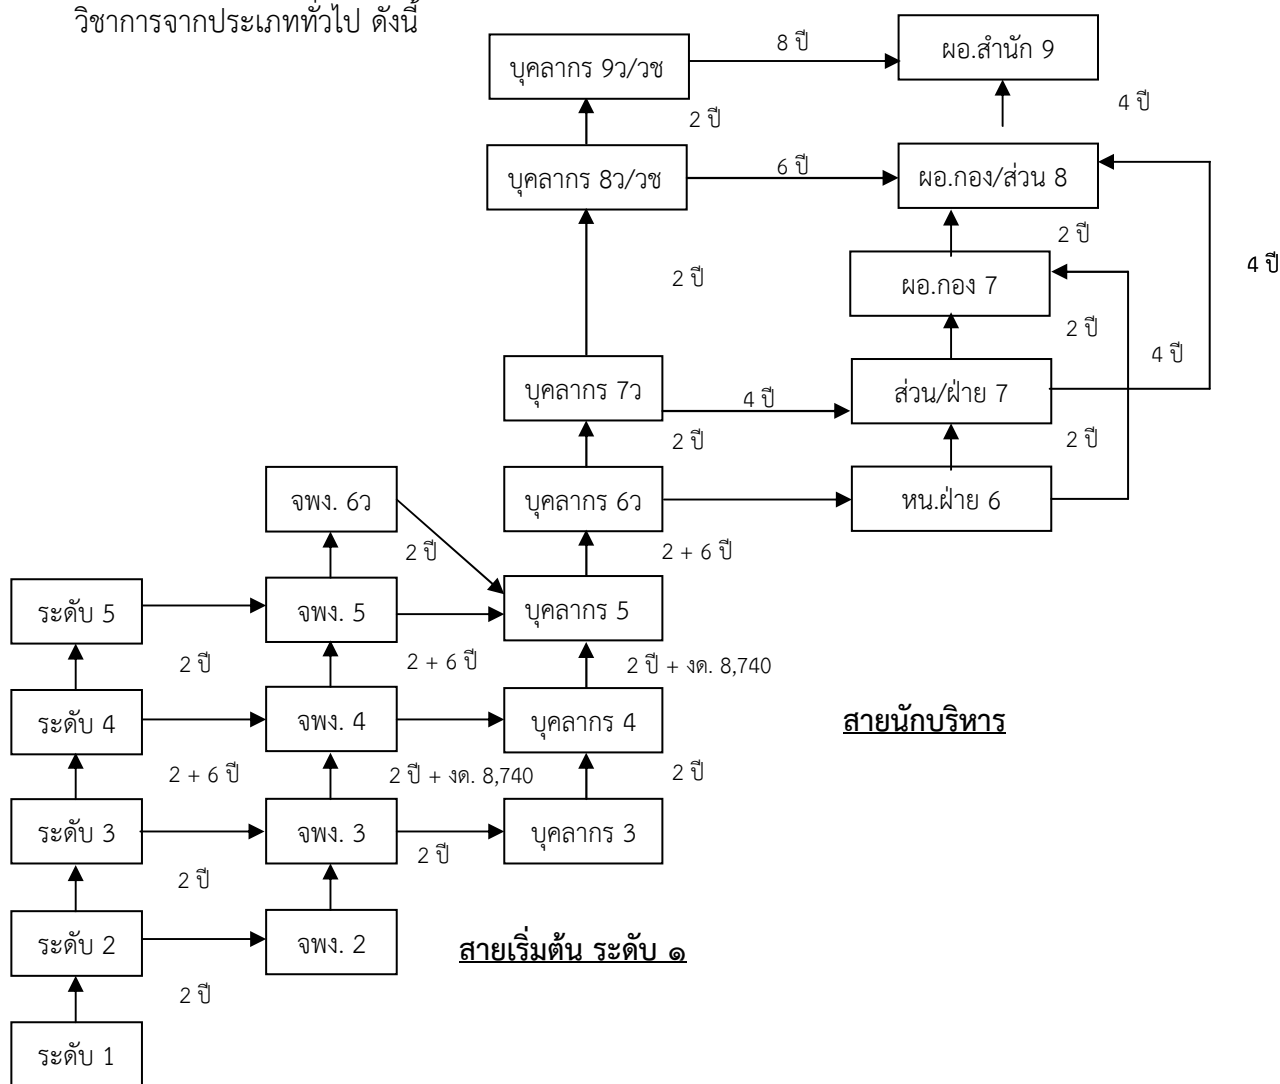 วิชาการจากประเภททั่วไป ดังนี้
บุคลากร 9ว/วช
8 ปี
ผอ.สำนัก 9
2 ปี
4 ปี
บุคลากร 8ว/วช
6 ปี
ผอ.กอง/ส่วน 8
2 ปี
4 ปี
2 ปี
ผอ.กอง 7
2 ปี
4 ปี
บุคลากร 7ว
4 ปี
ส่วน/ฝ่าย 7
2 ปี
2 ปี
จพง. 6ว
บุคลากร 6ว
หน.ฝ่าย 6
2 ปี
2 + 6 ปี
ระดับ 5
จพง. 5
บุคลากร 5
2 ปี
2 + 6 ปี
2 ปี + งด. 8,740
ระดับ 4
จพง. 4
บุคลากร 4
สายนักบริหาร
2 + 6 ปี
2 ปี + งด. 8,740
2 ปี
ระดับ 3
จพง. 3
บุคลากร 3
2 ปี
2 ปี
ระดับ 2
จพง. 2
สายเริ่มต้น ระดับ ๑
2 ปี
ระดับ 1